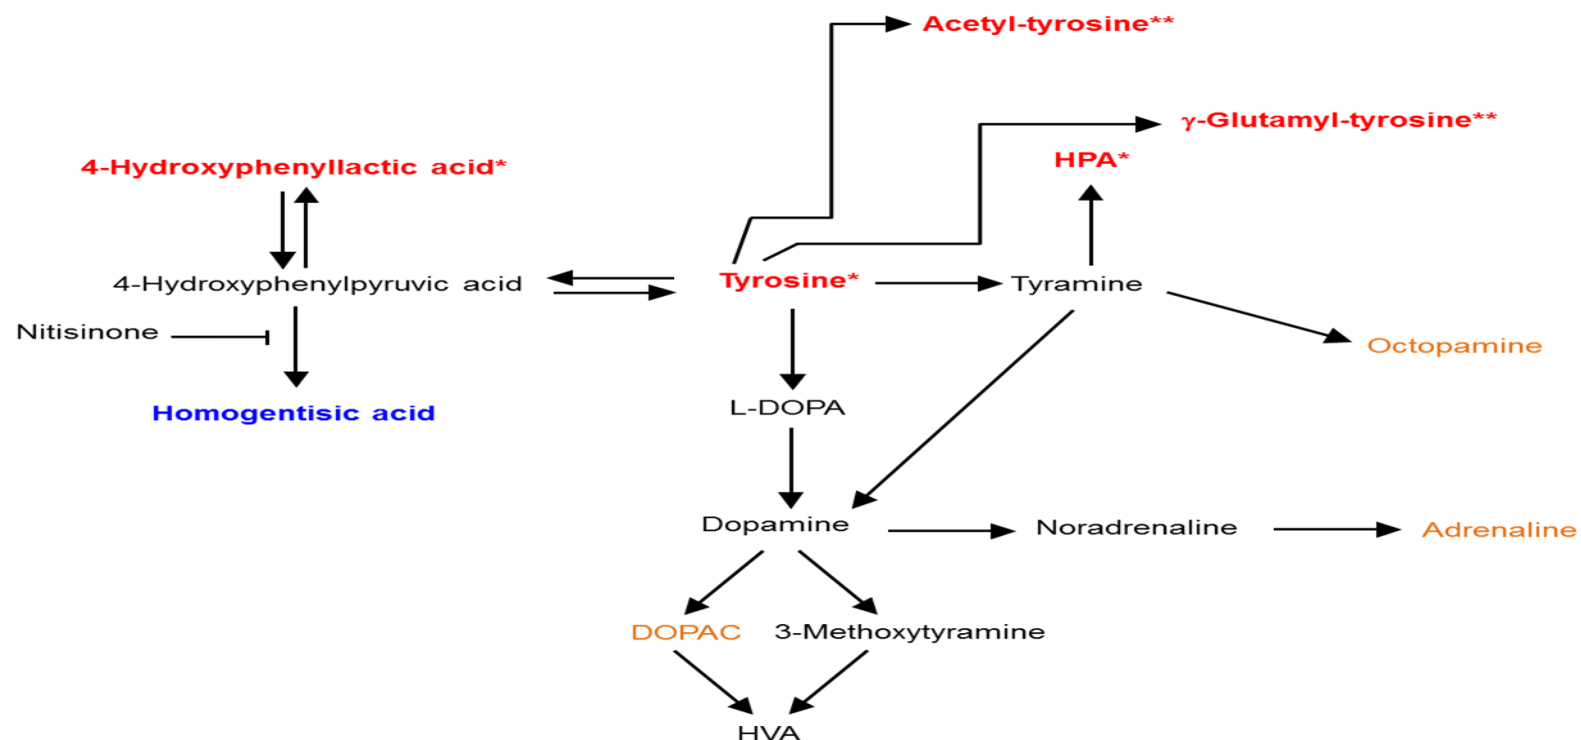 Acetyl-tyrosine**
γ-Glutamyl-tyrosine**
HPA*
4-Hydroxyphenyllactic acid*
4-Hydroxyphenylpyruvic acid
Tyrosine*
Tyramine
Nitisinone
Octopamine
Homogentisic acid
L-DOPA
Dopamine
Noradrenaline
Adrenaline
DOPAC
3-Methoxytyramine
HVA